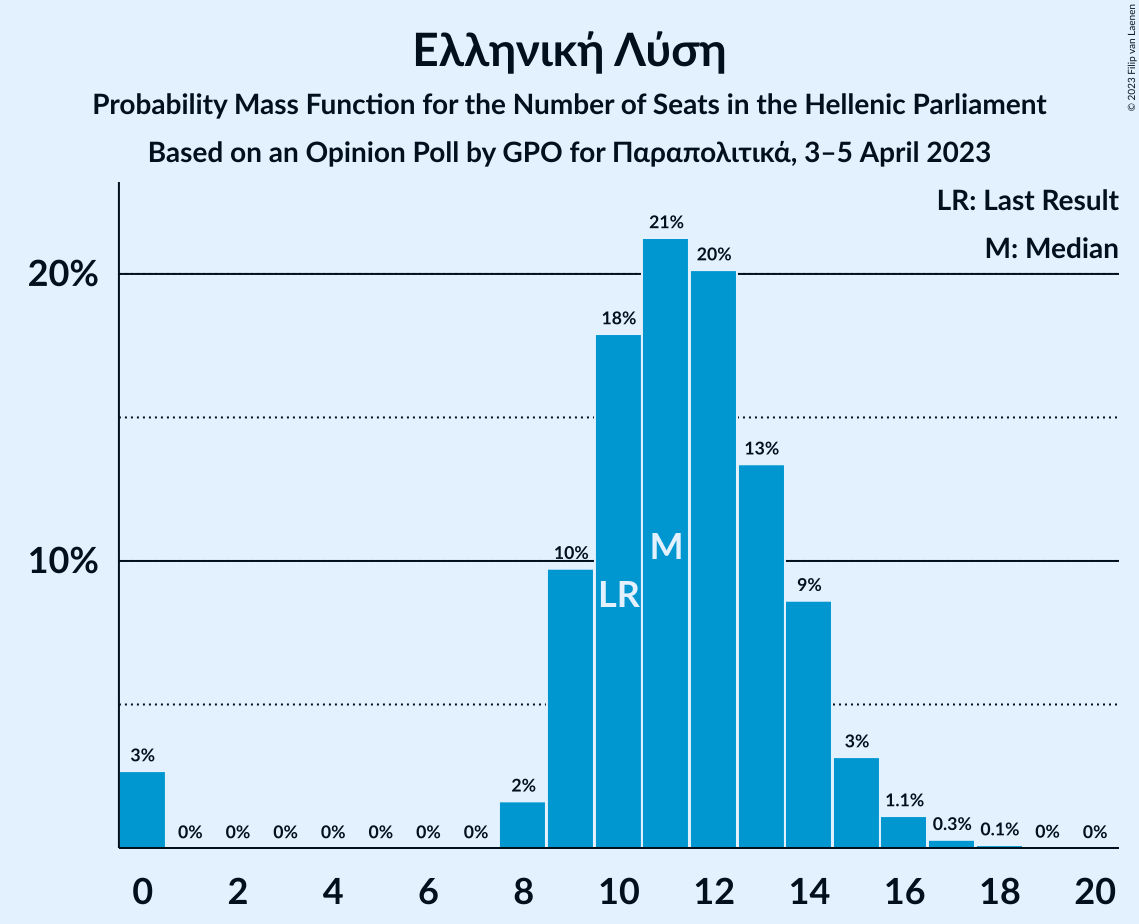 Ελληνική Λύση
Probability Mass Function for the Number of Seats in the Hellenic Parliament
Based on an Opinion Poll by GPO for Παραπολιτικά, 3–5 April 2023
© 2023 Filip van Laenen
LR: Last Result
M: Median
20%
10%
3%
0%
0%
0%
0%
0%
0%
0%
2%
10%
18%
21%
20%
13%
9%
3%
1.1%
0.3%
0.1%
0%
0%
LR
M
0 2 4 6 8 10 12 14 16 18 20